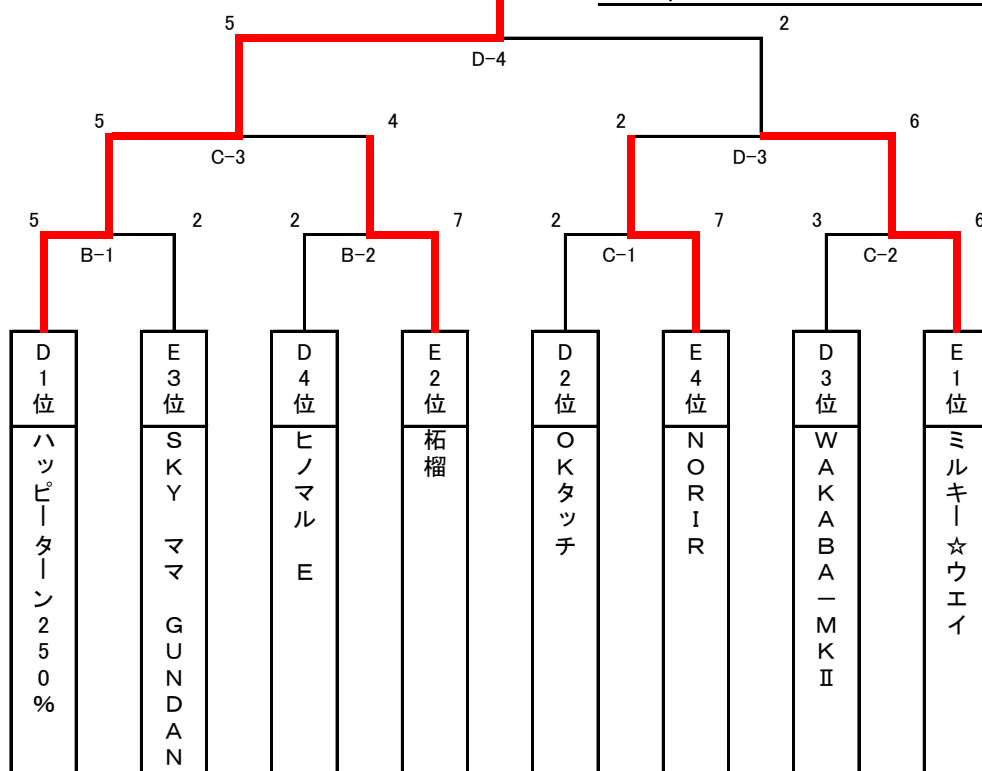 5 2
D-4
5 4 2 6
C-3 D-3
5 2 2 7 2 7 3 6
B-1 B-2 C-1 C-2
D1位
E3位
D4位
E2位
D2位
E4位
D3位
E1位
ハッピーターン250%
SKY ママ GUNDAN
ヒノマル E
柘榴
OKタッチ
NORIR
WAKABA-MKⅡ
ミルキー☆ウエイ